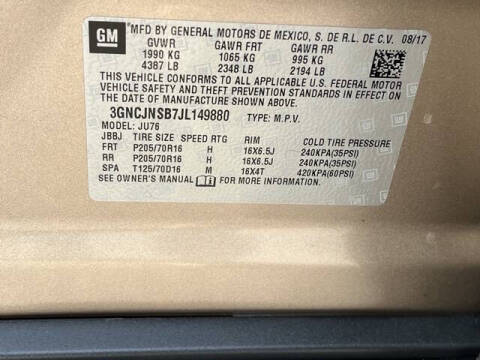 GM
MFD BY GENERAL MOTORS DE MEXICO, S. DE R.L. DE C.V. 08/17
GVWR GAWR FRT GAWR RR
1990 KG 1065 KG 995 KG
4387 LB 2348 LB 2194 LB
THIS VEHICLE CONFORMS TO ALL APPLICABLE U.S. FEDERAL MOTOR
VEHICLE SAFETY AND THEFT PREVENTION STANDARDS IN EFFECT ON
THE DATE OF MANUFACTURE SHOWN ABOVE.
3GNCJNSB7JL149880 TYPE: M.P.V.
MODEL: JU76
JBBJ TIRE SIZE SPEED RTG RIM COLD TIRE PRESSURE
FRT P205/70R16 H 16X6.5J 240KPA(35PSI)
RR P205/70R16 H 16X6.5J 240KPA(35PSI)
SPA T125/70D16 M 16X4T 420KPA(60PSI)
SEE OWNER'S MANUAL FOR MORE INFORMATION.